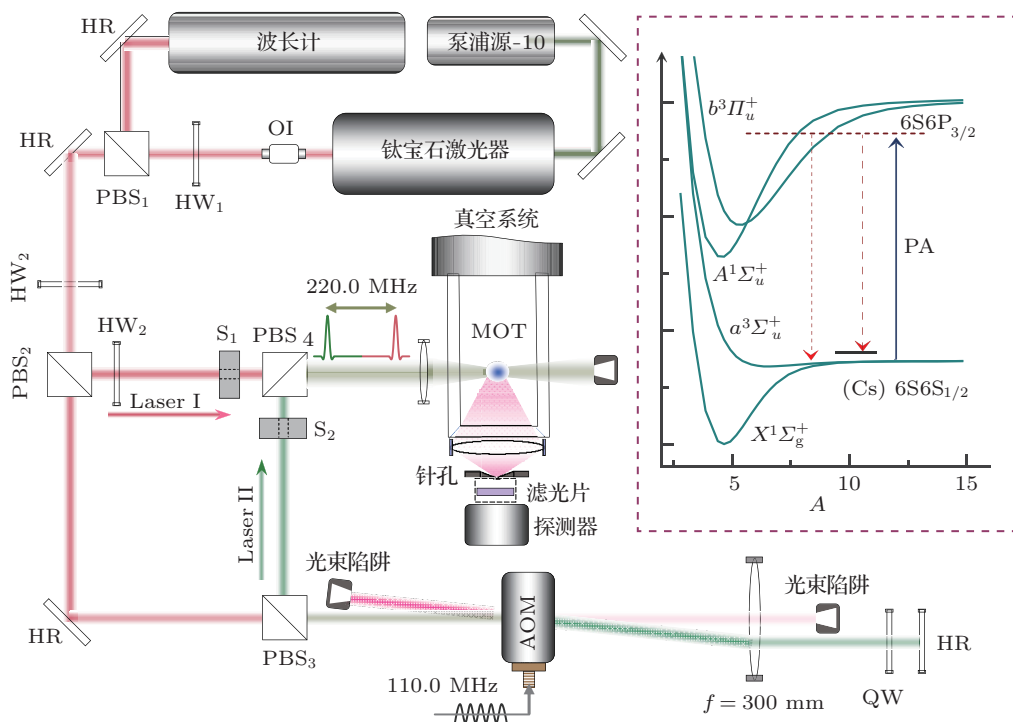 HR
波长计
泵浦源-10
HR
OI
钛宝石激光器
PBS₁
HW₁
真空系统
HW₂
220.0 MHz
MOT
HW₂
S₁
PBS 4
PBS₂
Laser I
S₂
针孔
滤光片
探测器
Laser II
光束陷阱
光束陷阱
HR
PBS₃
AOM
HR
QW
110.0 MHz
f = 300 mm
b³Πᵤ⁺
6S6P₃/₂
PA
A¹Σᵤ⁺
a³Σᵤ⁺
(Cs) 6S6S₁/₂
X¹Σg⁺
5
10
15
A